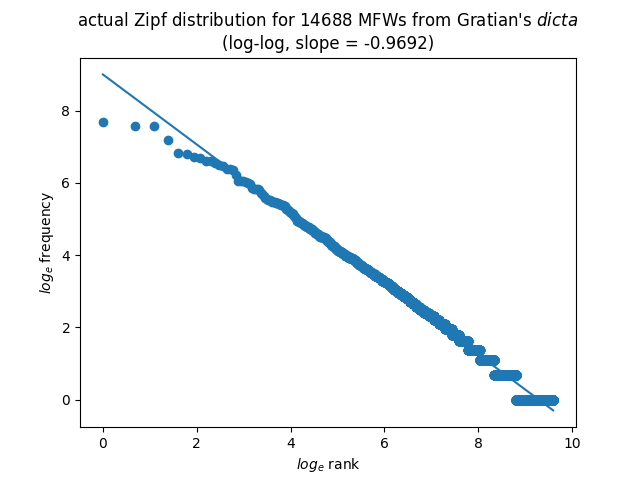 actual Zipf distribution for 14688 MFWs from Gratian's dicta
(log-log, slope = -0.9692)
8
6
4
2
0
logₑ frequency
0 2 4 6 8 10
logₑ rank